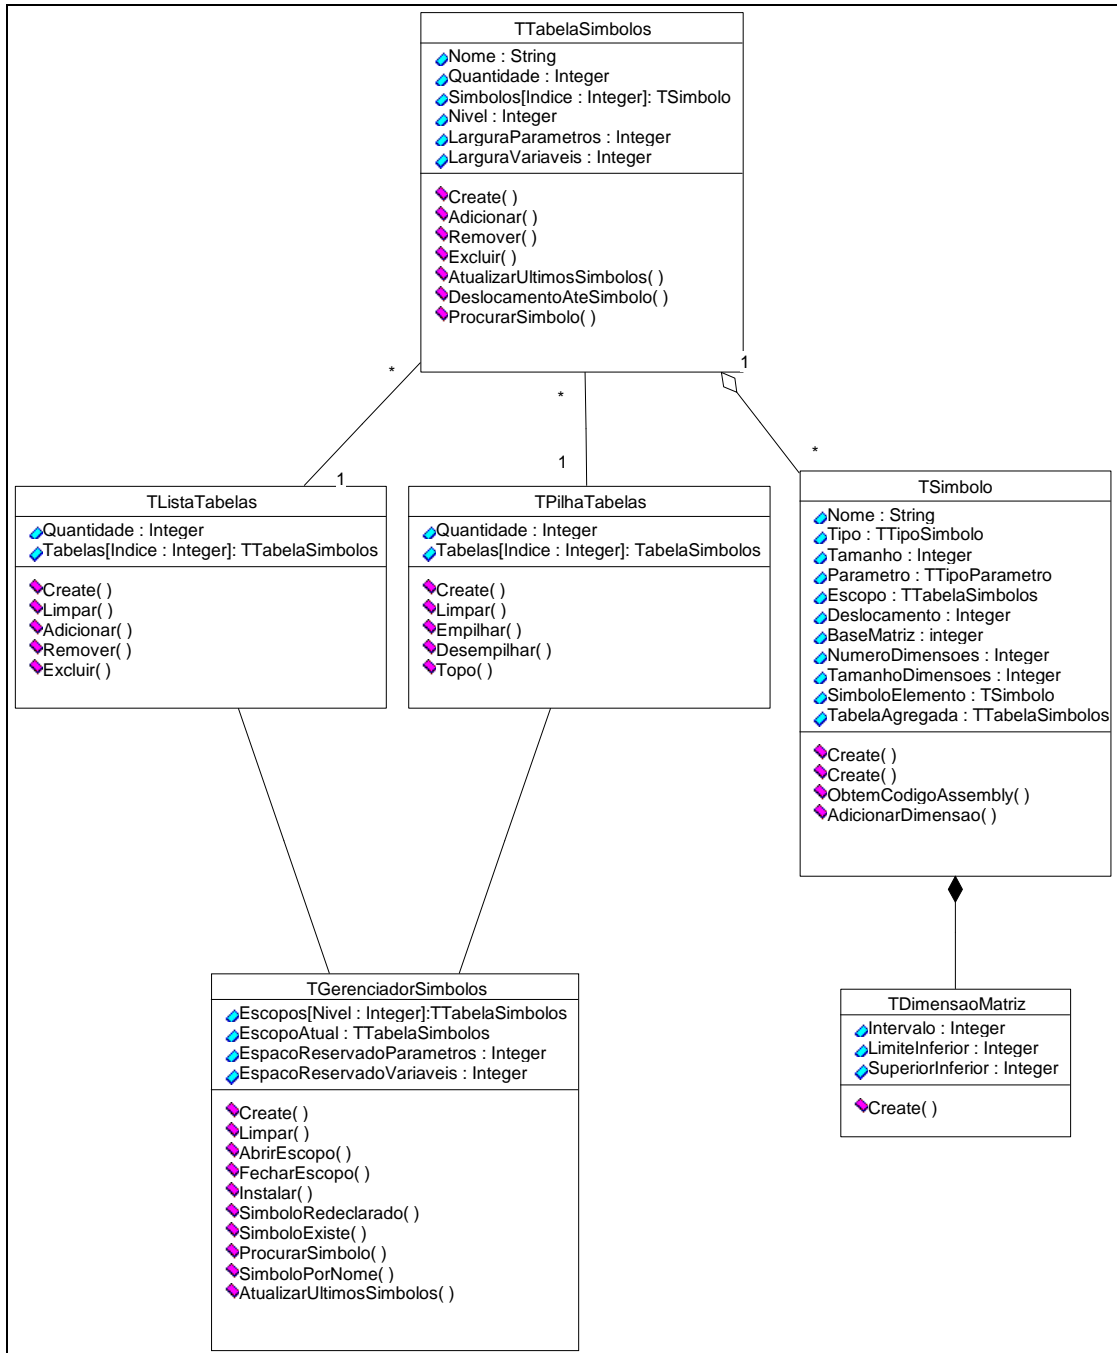 TTabelaSimbolos
Nome : String
Quantidade : Integer
Simbolos[Indice : Integer]: TSimbolo
Nivel : Integer
LarguraParametros : Integer
LarguraVariaveis : Integer
Create( )
Adicionar( )
Remover( )
Excluir( )
AtualizarUltimosSimbolos( )
DeslocamentoAteSimbolo( )
ProcurarSimbolo( )
1
*
*
*
1
1
TListaTabelas
Quantidade : Integer
Tabelas[Indice : Integer]: TTabelaSimbolos
Create( )
Limpar( )
Adicionar( )
Remover( )
Excluir( )
TPilhaTabelas
Quantidade : Integer
Tabelas[Indice : Integer]: TabelaSimbolos
Create( )
Limpar( )
Empilhar( )
Desempilhar( )
Topo( )
TSimbolo
Nome : String
Tipo : TTipoSimbolo
Tamanho : Integer
Parametro : TTipoParametro
Escopo : TTabelaSimbolos
Deslocamento : Integer
BaseMatriz : integer
NumeroDimensoes : Integer
TamanhoDimensoes : Integer
SimboloElemento : TSimbolo
TabelaAgregada : TTabelaSimbolos
Create( )
Create( )
ObtemCodigoAssembly( )
AdicionarDimensao( )
TGerenciadorSimbolos
Escopos[Nivel : Integer]:TTabelaSimbolos
EscopoAtual : TTabelaSimbolos
EspacoReservadoParametros : Integer
EspacoReservadoVariaveis : Integer
Create( )
Limpar( )
AbrirEscopo( )
FecharEscopo( )
Instalar( )
SimboloRedeclarado( )
SimboloExiste( )
ProcurarSimbolo( )
SimboloPorNome( )
AtualizarUltimosSimbolos( )
TDimensaoMatriz
Intervalo : Integer
LimiteInferior : Integer
SuperiorInferior : Integer
Create( )